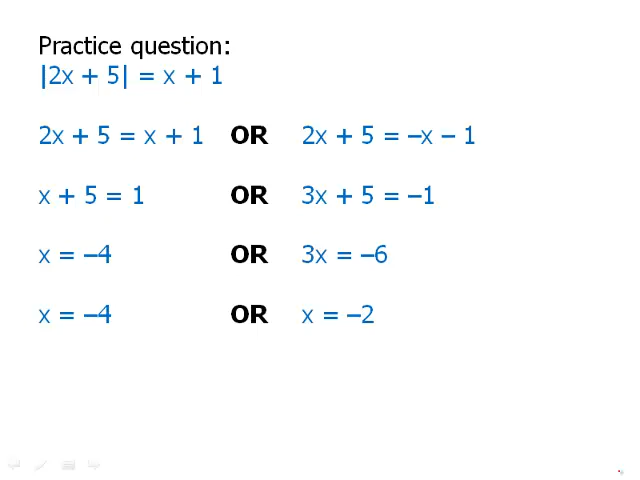 Practice question:
|2x + 5| = x + 1
2x + 5 = x + 1 OR 2x + 5 = –x – 1
x + 5 = 1 OR 3x + 5 = –1
x = –4 OR 3x = –6
x = –4 OR x = –2